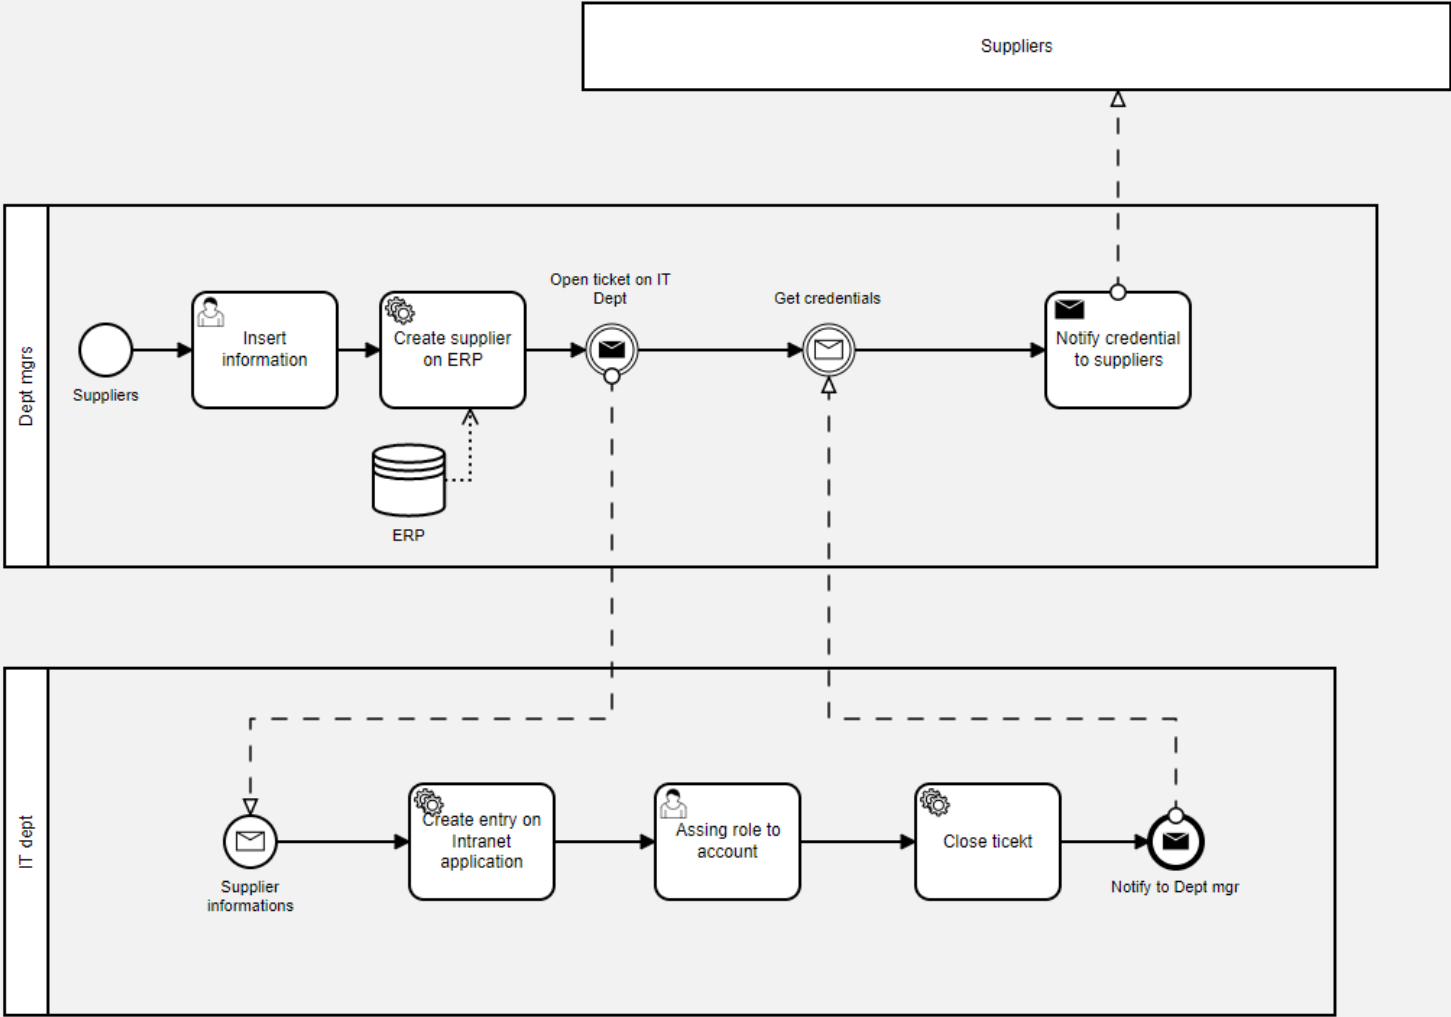 Suppliers
Dept mgrs
Open ticket on IT
Dept
Get credentials
Insert
information
Create supplier
on ERP
Notify credential
to suppliers
Suppliers
ERP
IT dept
Create entry on
Intranet
application
Assing role to
account
Close ticekt
Supplier
informations
Notify to Dept mgr